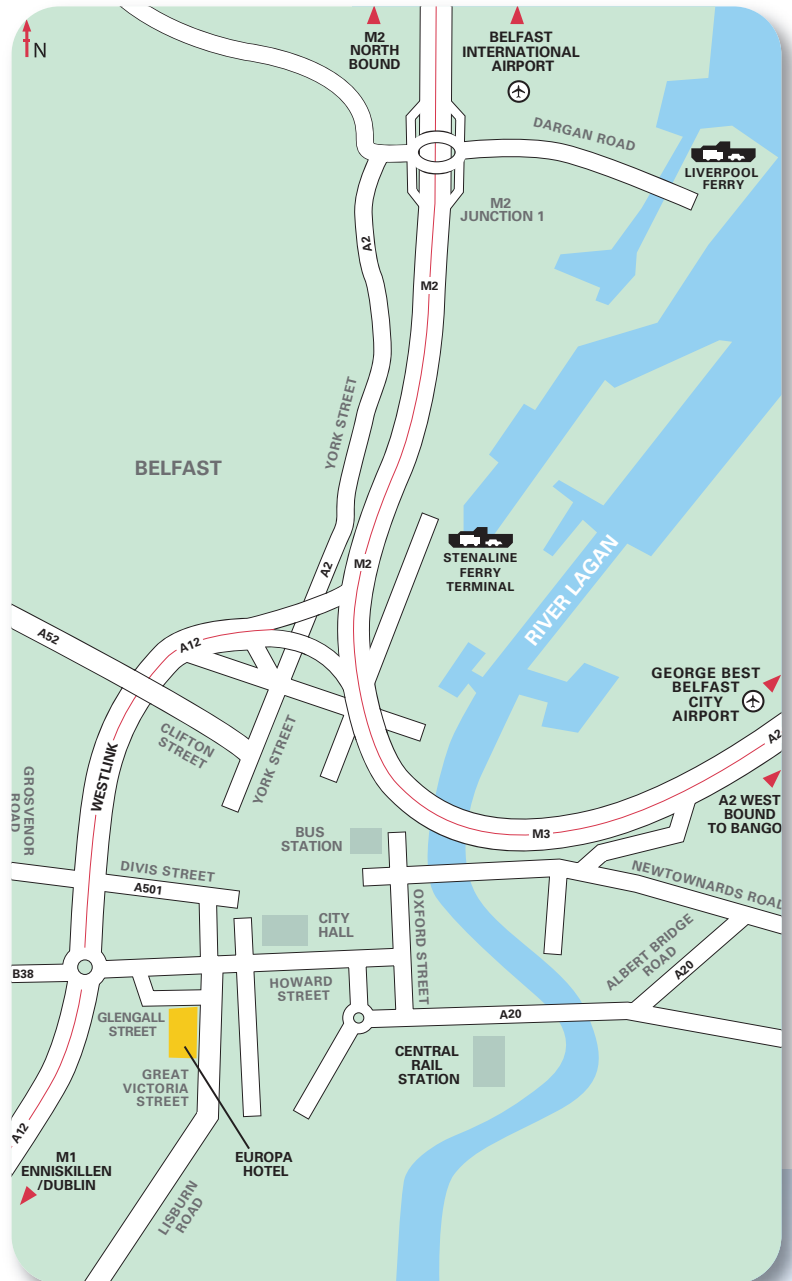 N
M2
NORTH
BOUND
BELFAST
INTERNATIONAL
AIRPORT
DARGAN ROAD
LIVERPOOL
FERRY
M2
JUNCTION 1
A2
M2
YORK STREET
BELFAST
STENALINE
FERRY
TERMINAL
M2
A2
RIVER LAGAN
A52
A12
GEORGE BEST
BELFAST
CITY
AIRPORT
CLIFTON
STREET
YORK STREET
WESTLINK
A2
A2 WEST
BOUND
TO BANGO
GROSVENOR
ROAD
BUS
STATION
M3
DIVIS STREET
A501
NEWTOWNARDS ROAD
OXFORD STREET
CITY
HALL
ALBERT BRIDGE
ROAD
A20
B38
HOWARD
STREET
A20
GLENGALL
STREET
CENTRAL
RAIL
STATION
GREAT
VICTORIA
STREET
A12
M1
ENNISKILLEN
/DUBLIN
EUROPA
HOTEL
LISBURN
ROAD